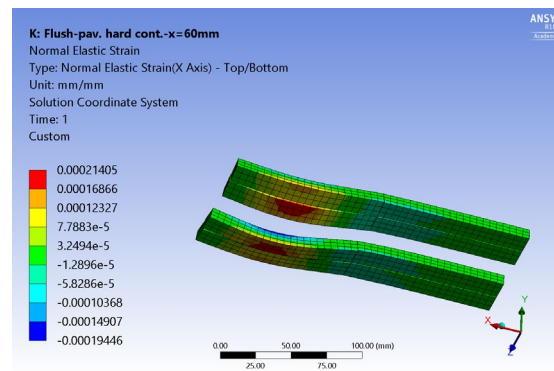 K: Flush-pav. hard cont.-x=60mm
Normal Elastic Strain
Type: Normal Elastic Strain(X Axis) - Top/Bottom
Unit: mm/mm
Solution Coordinate System
Time: 1
Custom
0.00021405
0.00016866
0.00012327
7.7883e-5
3.2494e-5
-1.2896e-5
-5.8286e-5
-0.00010368
-0.00014907
-0.00019446
ANSY
R1
Academ
0.00 50.00 100.00 (mm)
25.00 75.00
Y
X
Z